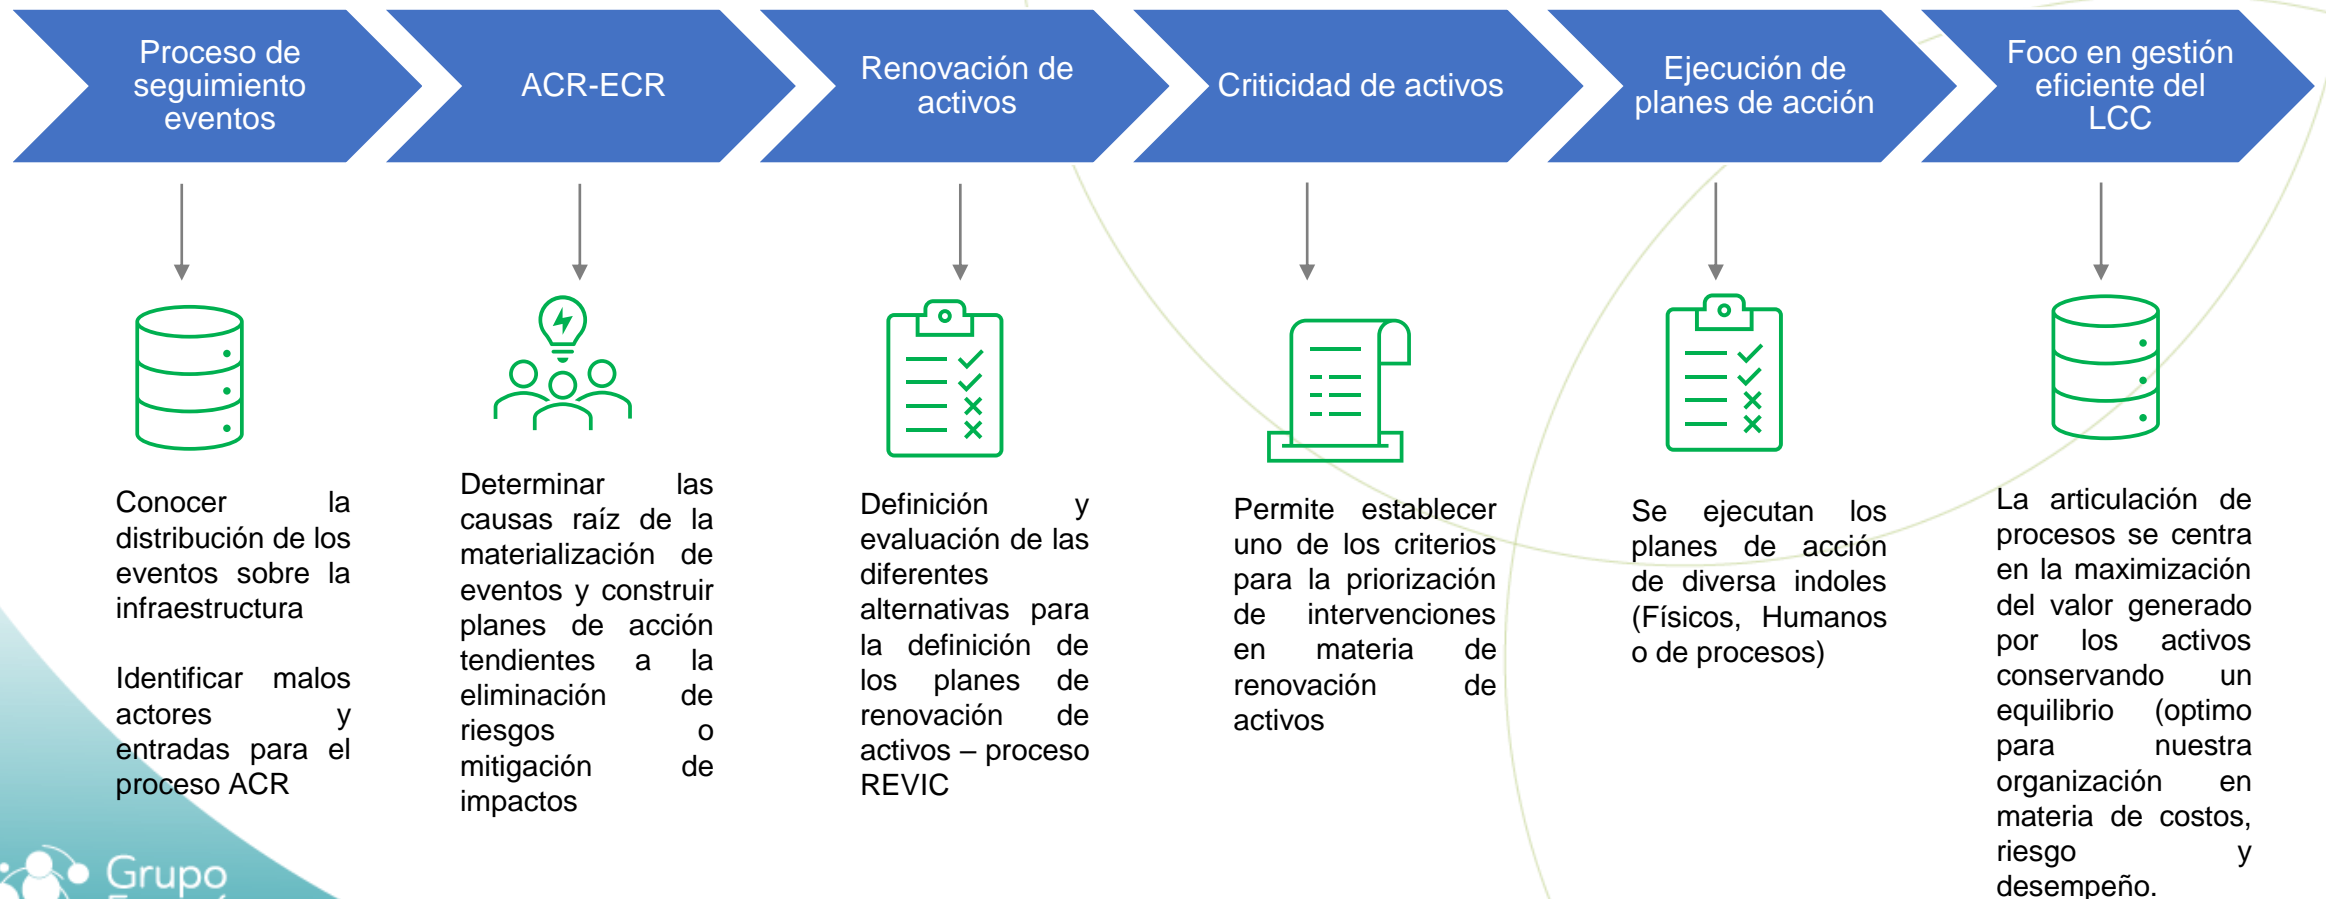 Proceso de
seguimiento
eventos
ACR-ECR
Renovación de
activos
Criticidad de activos
Ejecución de
planes de acción
Foco en gestión
eficiente del
LCC
Conocer la
distribución de los
eventos sobre la
infraestructura
Identificar malos
actores y
entradas para el
proceso ACR
Determinar las
causas raíz de la
materialización de
eventos y construir
planes de acción
tendientes a la
eliminación de
riesgos o
mitigación de
impactos
Definición y
evaluación de las
diferentes
alternativas para
la definición de
los planes de
renovación de
activos – proceso
REVIC
Permite establecer
uno de los criterios
para la priorización
de intervenciones
en materia de
renovación de
activos
Se ejecutan los
planes de acción
de diversa indoles
(Físicos, Humanos
o de procesos)
La articulación de
procesos se centra
en la maximización
del valor generado
por los activos
conservando un
equilibrio (optimo
para nuestra
organización en
materia de costos,
riesgo y
desempeño.
Grupo